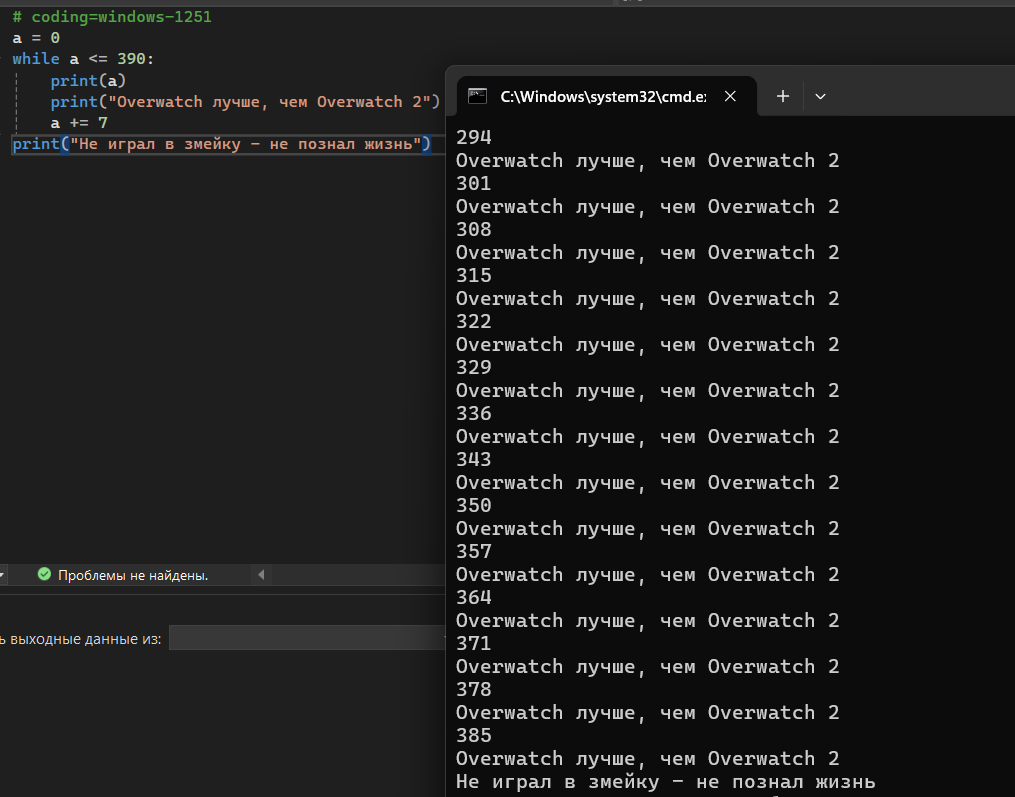 # coding=windows-1251
a = 0
while a <= 390:
print(a)
print("Overwatch лучше, чем Overwatch 2")
a += 7
print("Не играл в змейку - не познал жизнь")
Проблемы не найдены.
ь выходные данные из:
C:\Windows\system32\cmd.e
294
Overwatch лучше, чем Overwatch 2
301
Overwatch лучше, чем Overwatch 2
308
Overwatch лучше, чем Overwatch 2
315
Overwatch лучше, чем Overwatch 2
322
Overwatch лучше, чем Overwatch 2
329
Overwatch лучше, чем Overwatch 2
336
Overwatch лучше, чем Overwatch 2
343
Overwatch лучше, чем Overwatch 2
350
Overwatch лучше, чем Overwatch 2
357
Overwatch лучше, чем Overwatch 2
364
Overwatch лучше, чем Overwatch 2
371
Overwatch лучше, чем Overwatch 2
378
Overwatch лучше, чем Overwatch 2
385
Overwatch лучше, чем Overwatch 2
Не играл в змейку - не познал жизнь